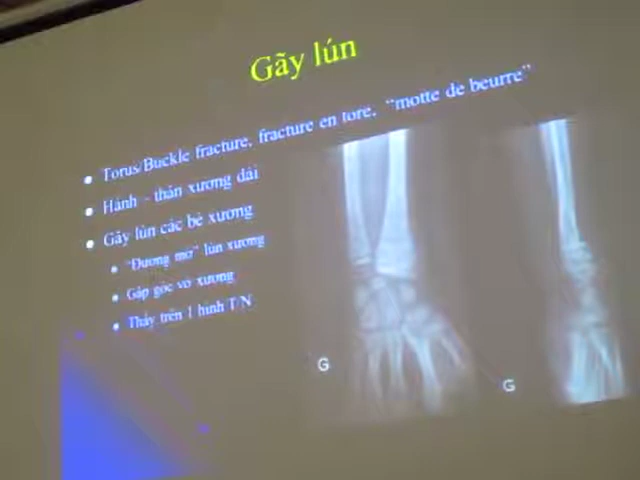 Gãy lún
Torus/Buckle fracture, fracture en tore, “motte de beurre”
Hành - thân xương dài
Gãy lún các bè xương
“Đường mờ” lún xương
Gập góc vỏ xương
Thấy trên 1 hình T/N
G
G